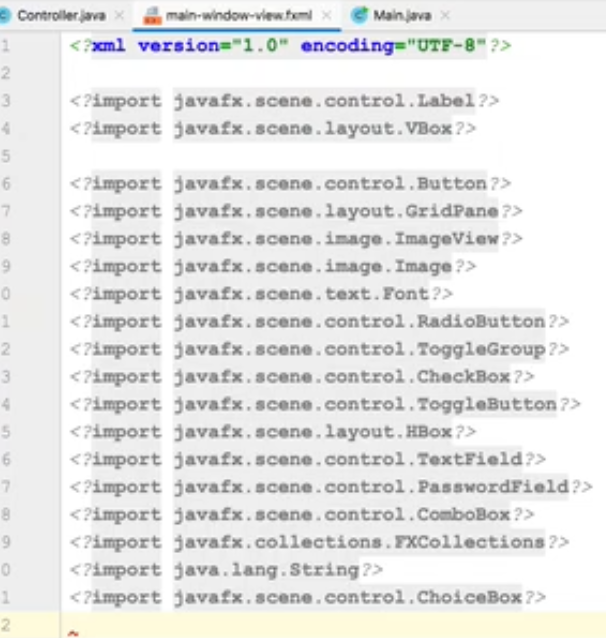 Controller.java × main-window-view.fxml × Main.java ×
1 <?xml version="1.0" encoding="UTF-8"?>
2
3 <?import javafx.scene.control.Label?>
4 <?import javafx.scene.layout.VBox?>
5
6 <?import javafx.scene.control.Button?>
7 <?import javafx.scene.layout.GridPane?>
8 <?import javafx.scene.image.ImageView?>
9 <?import javafx.scene.image.Image?>
0 <?import javafx.scene.text.Font?>
1 <?import javafx.scene.control.RadioButton?>
2 <?import javafx.scene.control.ToggleGroup?>
3 <?import javafx.scene.control.CheckBox?>
4 <?import javafx.scene.control.ToggleButton?>
5 <?import javafx.scene.layout.HBox?>
6 <?import javafx.scene.control.TextField?>
7 <?import javafx.scene.control.PasswordField?>
8 <?import javafx.scene.control.ComboBox?>
9 <?import javafx.collections.FXCollections?>
0 <?import java.lang.String?>
1 <?import javafx.scene.control.ChoiceBox?>
2